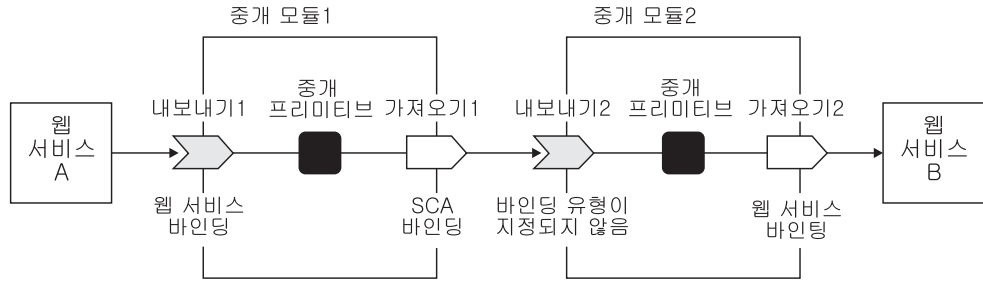 중개 모듈1
중개 모듈2
내보내기1
중개
프리미티브
가져오기1
내보내기2
중개
프리미티브
가져오기2
웹
서비스
A
웹
서비스
B
웹 서비스
바인딩
SCA
바인딩
바인딩 유형이
지정되지 않음
웹 서비스
바인팅